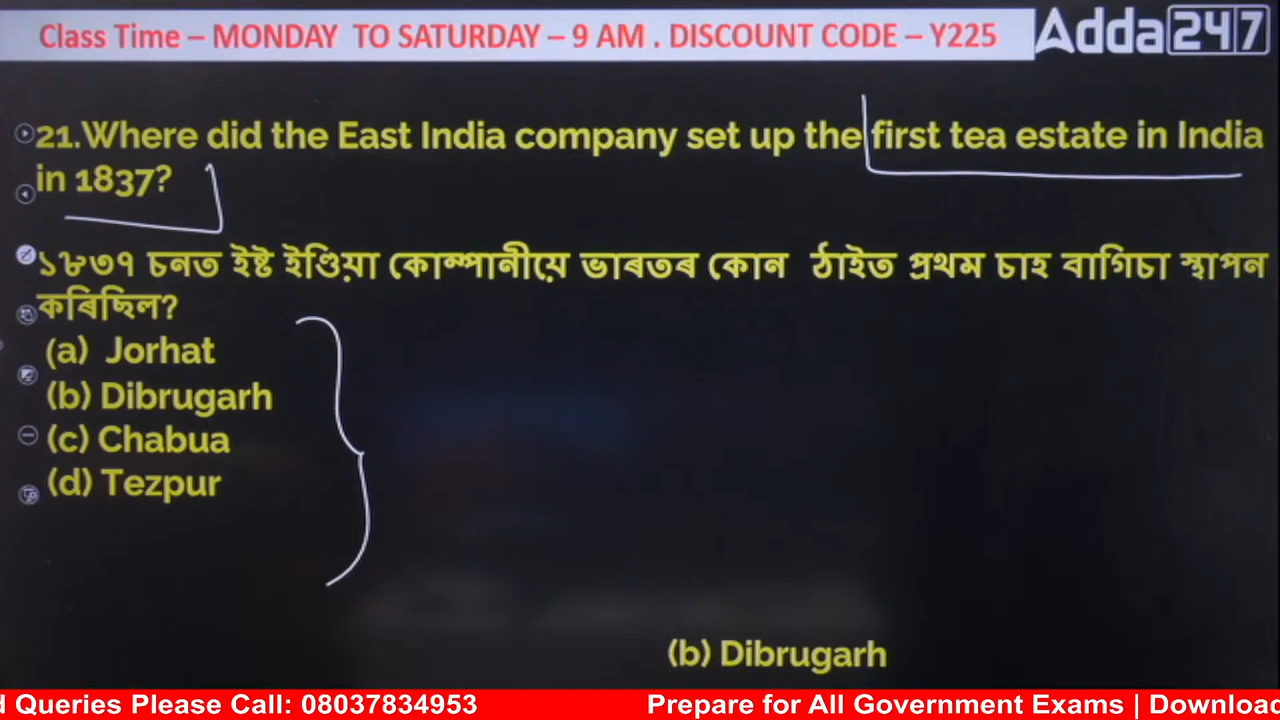 Class Time – MONDAY TO SATURDAY – 9 AM . DISCOUNT CODE – Y225
Adda247
21.Where did the East India company set up the first tea estate in India
in 1837?
১৮৩৭ চনত ইষ্ট ইণ্ডিয়া কোম্পানীয়ে ভাৰতৰ কোন ঠাইত প্ৰথম চাহ বাগিচা স্থাপন
কৰিছিল?
(a) Jorhat
(b) Dibrugarh
(c) Chabua
(d) Tezpur
(b) Dibrugarh
d Queries Please Call: 08037834953 Prepare for All Government Exams | Download